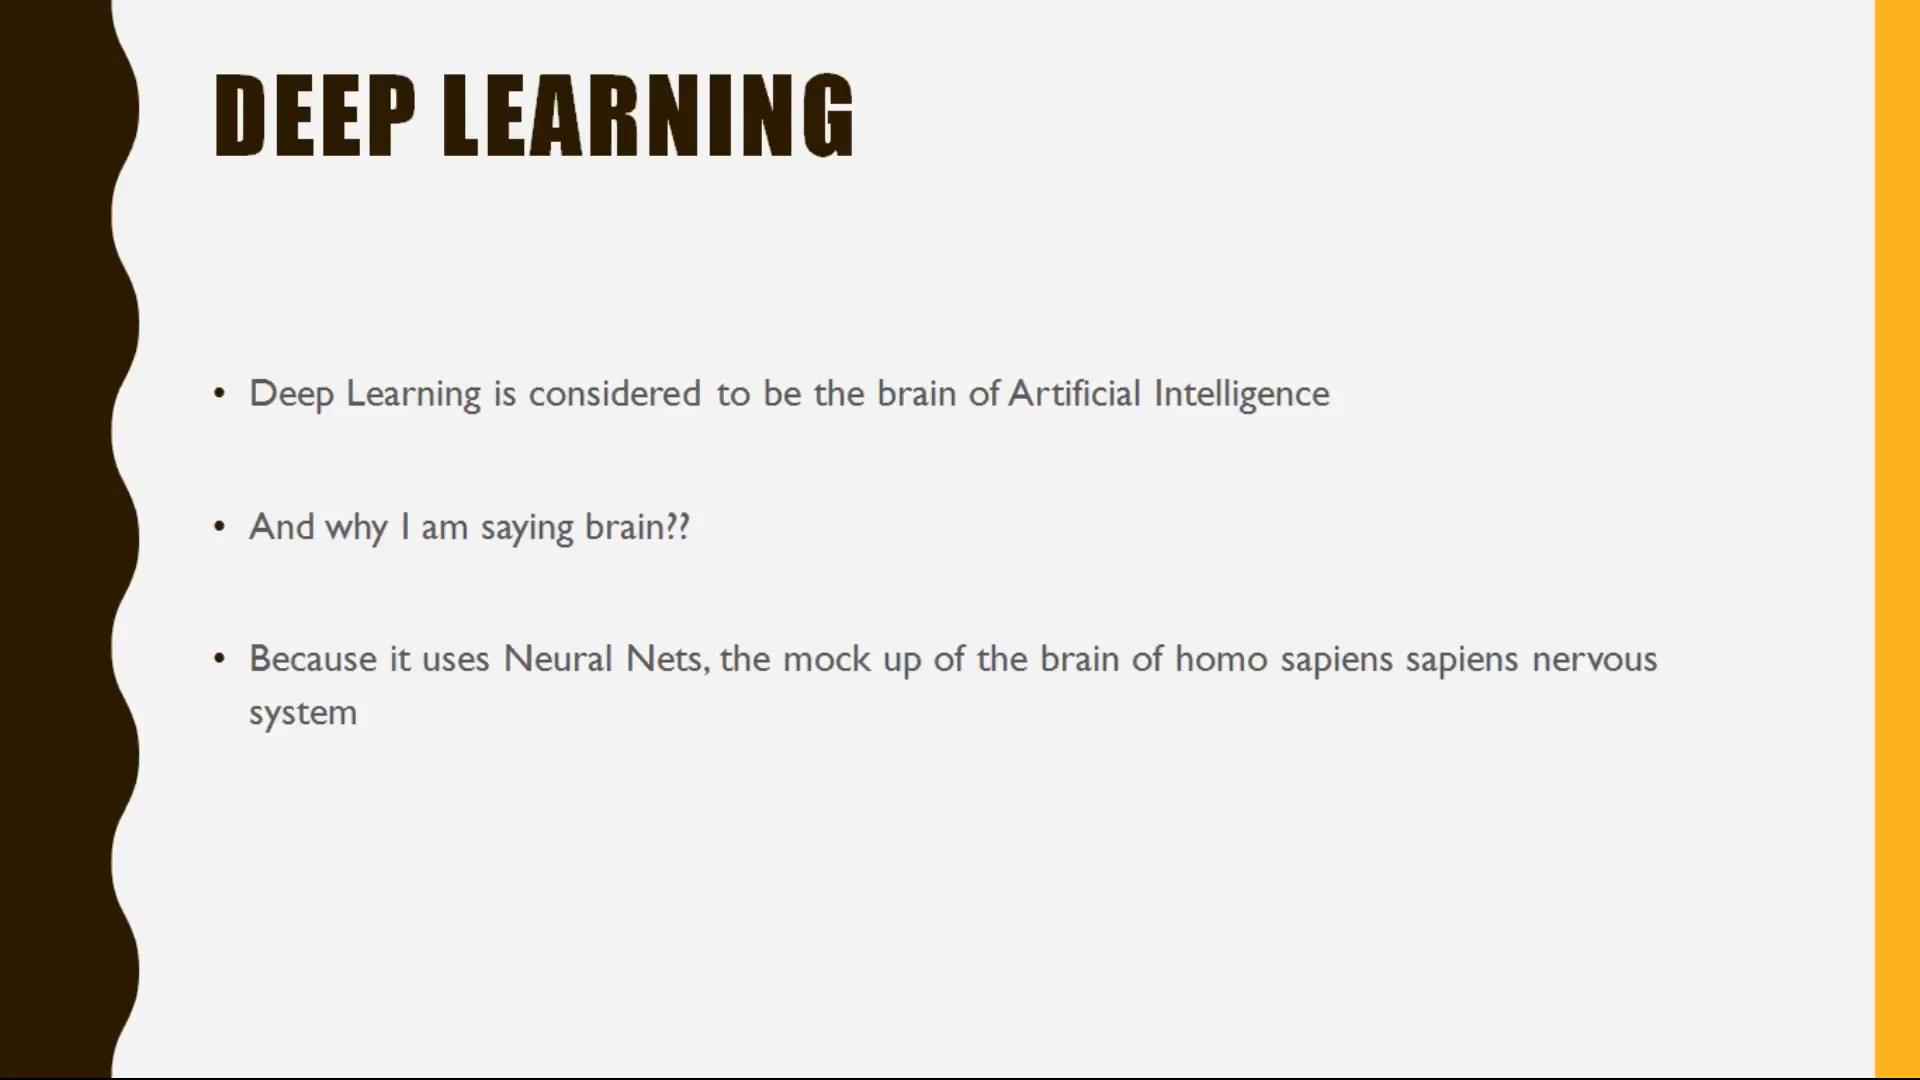 DEEP LEARNING
• Deep Learning is considered to be the brain of Artificial Intelligence
• And why I am saying brain??
• Because it uses Neural Nets, the mock up of the brain of homo sapiens sapiens nervous
system